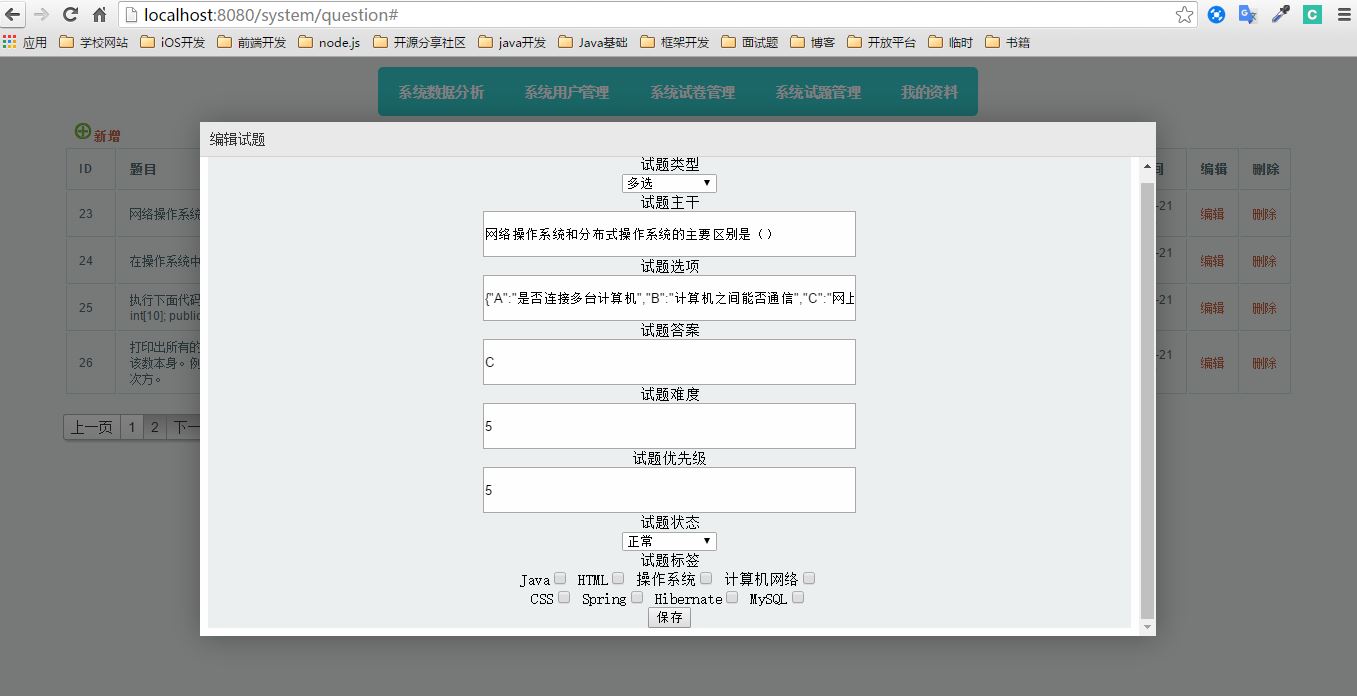 localhost:8080/system/question#
应用 学校网站 iOS开发 前端开发 node.js 开源分享社区 java开发 Java基础 框架开发 面试题 博客 开放平台 临时 书籍
系统数据分析 系统用户管理 系统试卷管理 系统试题管理 我的资料
新增
编辑试题
ID 题目 编辑 删除
试题类型
多选
试题主干
23 网络操作系统 -21 编辑 删除
网络操作系统和分布式操作系统的主要区别是（）
24 在操作系统中 -21 编辑 删除
试题选项
{"A":"是否连接多台计算机","B":"计算机之间能否通信","C":"网上
25 执行下面代码 -21 编辑 删除
int[10]; public
试题答案
C
26 打印出所有的 -21 编辑 删除
该数本身。例
次方。
试题难度
5
上一页 1 2 下一
试题优先级
5
试题状态
正常
试题标签
Java HTML 操作系统 计算机网络
CSS Spring Hibernate MySQL
保存